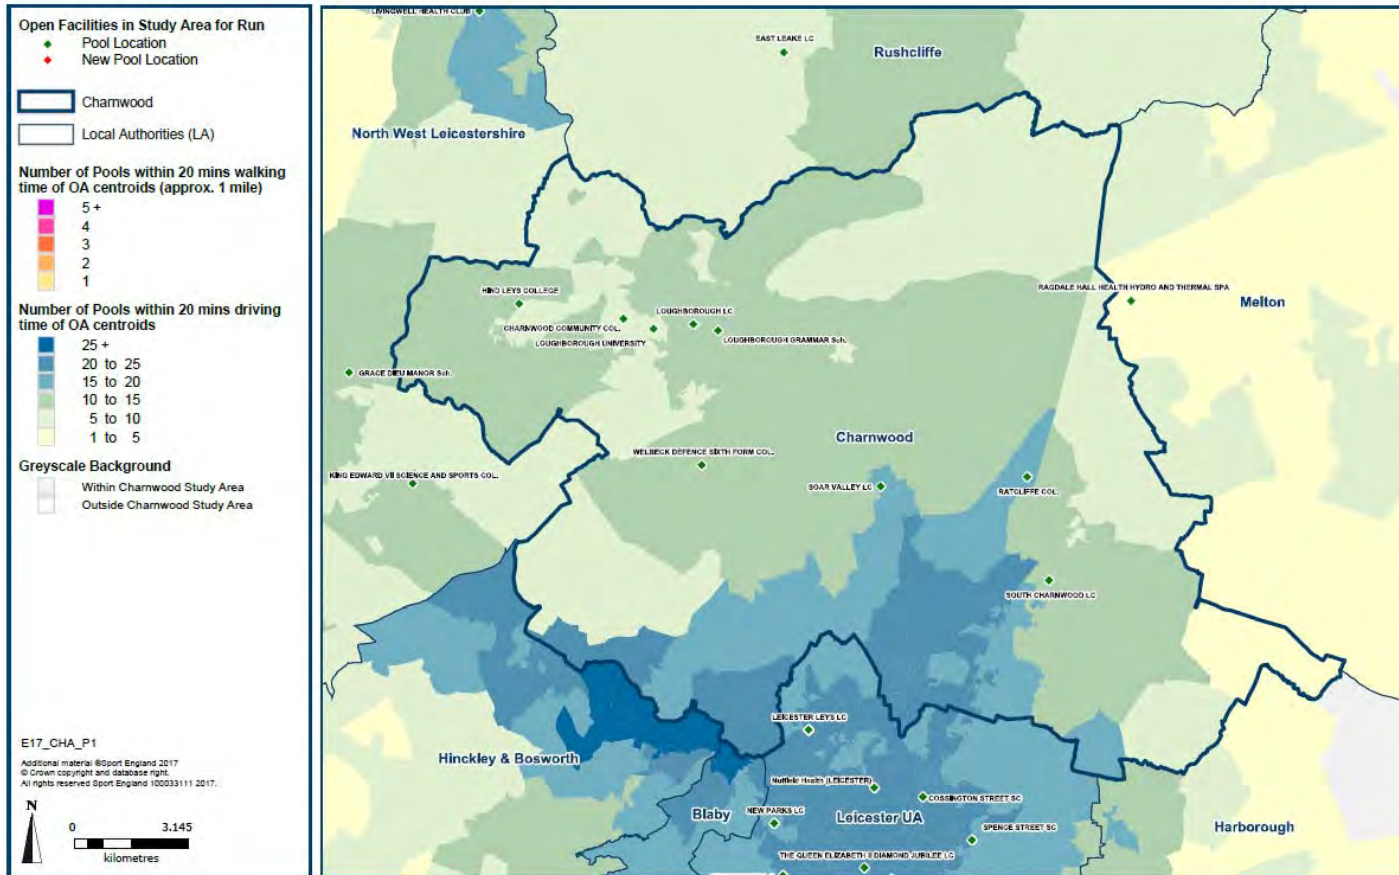 Open Facilities in Study Area for Run
Pool Location
New Pool Location
Charnwood
Local Authorities (LA)
Number of Pools within 20 mins walking
time of OA centroids (approx. 1 mile)
5 +
4
3
2
1
Number of Pools within 20 mins driving
time of OA centroids
25 +
20 to 25
15 to 20
10 to 15
5 to 10
1 to 5
Greyscale Background
Within Charnwood Study Area
Outside Charnwood Study Area
E17_CHA_P1
Additional material ©Sport England 2017
© Crown copyright and database right.
All rights reserved Sport England 100033111 2017.
N
0 3.145
kilometres
LIVINGWELL HEALTH CLUB
EAST LEAKE LC
Rushcliffe
North West Leicestershire
HIND LEYS COLLEGE
RAGDALE HALL HEALTH HYDRO AND THERMAL SPA
Melton
LOUGHBOROUGH LC
CHARNWOOD COMMUNITY COL.
LOUGHBOROUGH UNIVERSITY
LOUGHBOROUGH GRAMMAR Sch.
GRACE DIEU MANOR Sch.
Charnwood
WELBECK DEFENCE SIXTH FORM COL.
KING EDWARD VII SCIENCE AND SPORTS COL.
SOAR VALLEY LC
RATCLIFFE COL.
SOUTH CHARNWOOD LC
LEICESTER LEYS LC
Hinckley & Bosworth
Nuffield Health (LEICESTER)
COSSINGTON STREET SC
NEW PARKS LC
Blaby
Leicester UA
SPENCE STREET SC
Harborough
THE QUEEN ELIZABETH II DIAMOND JUBILEE LC